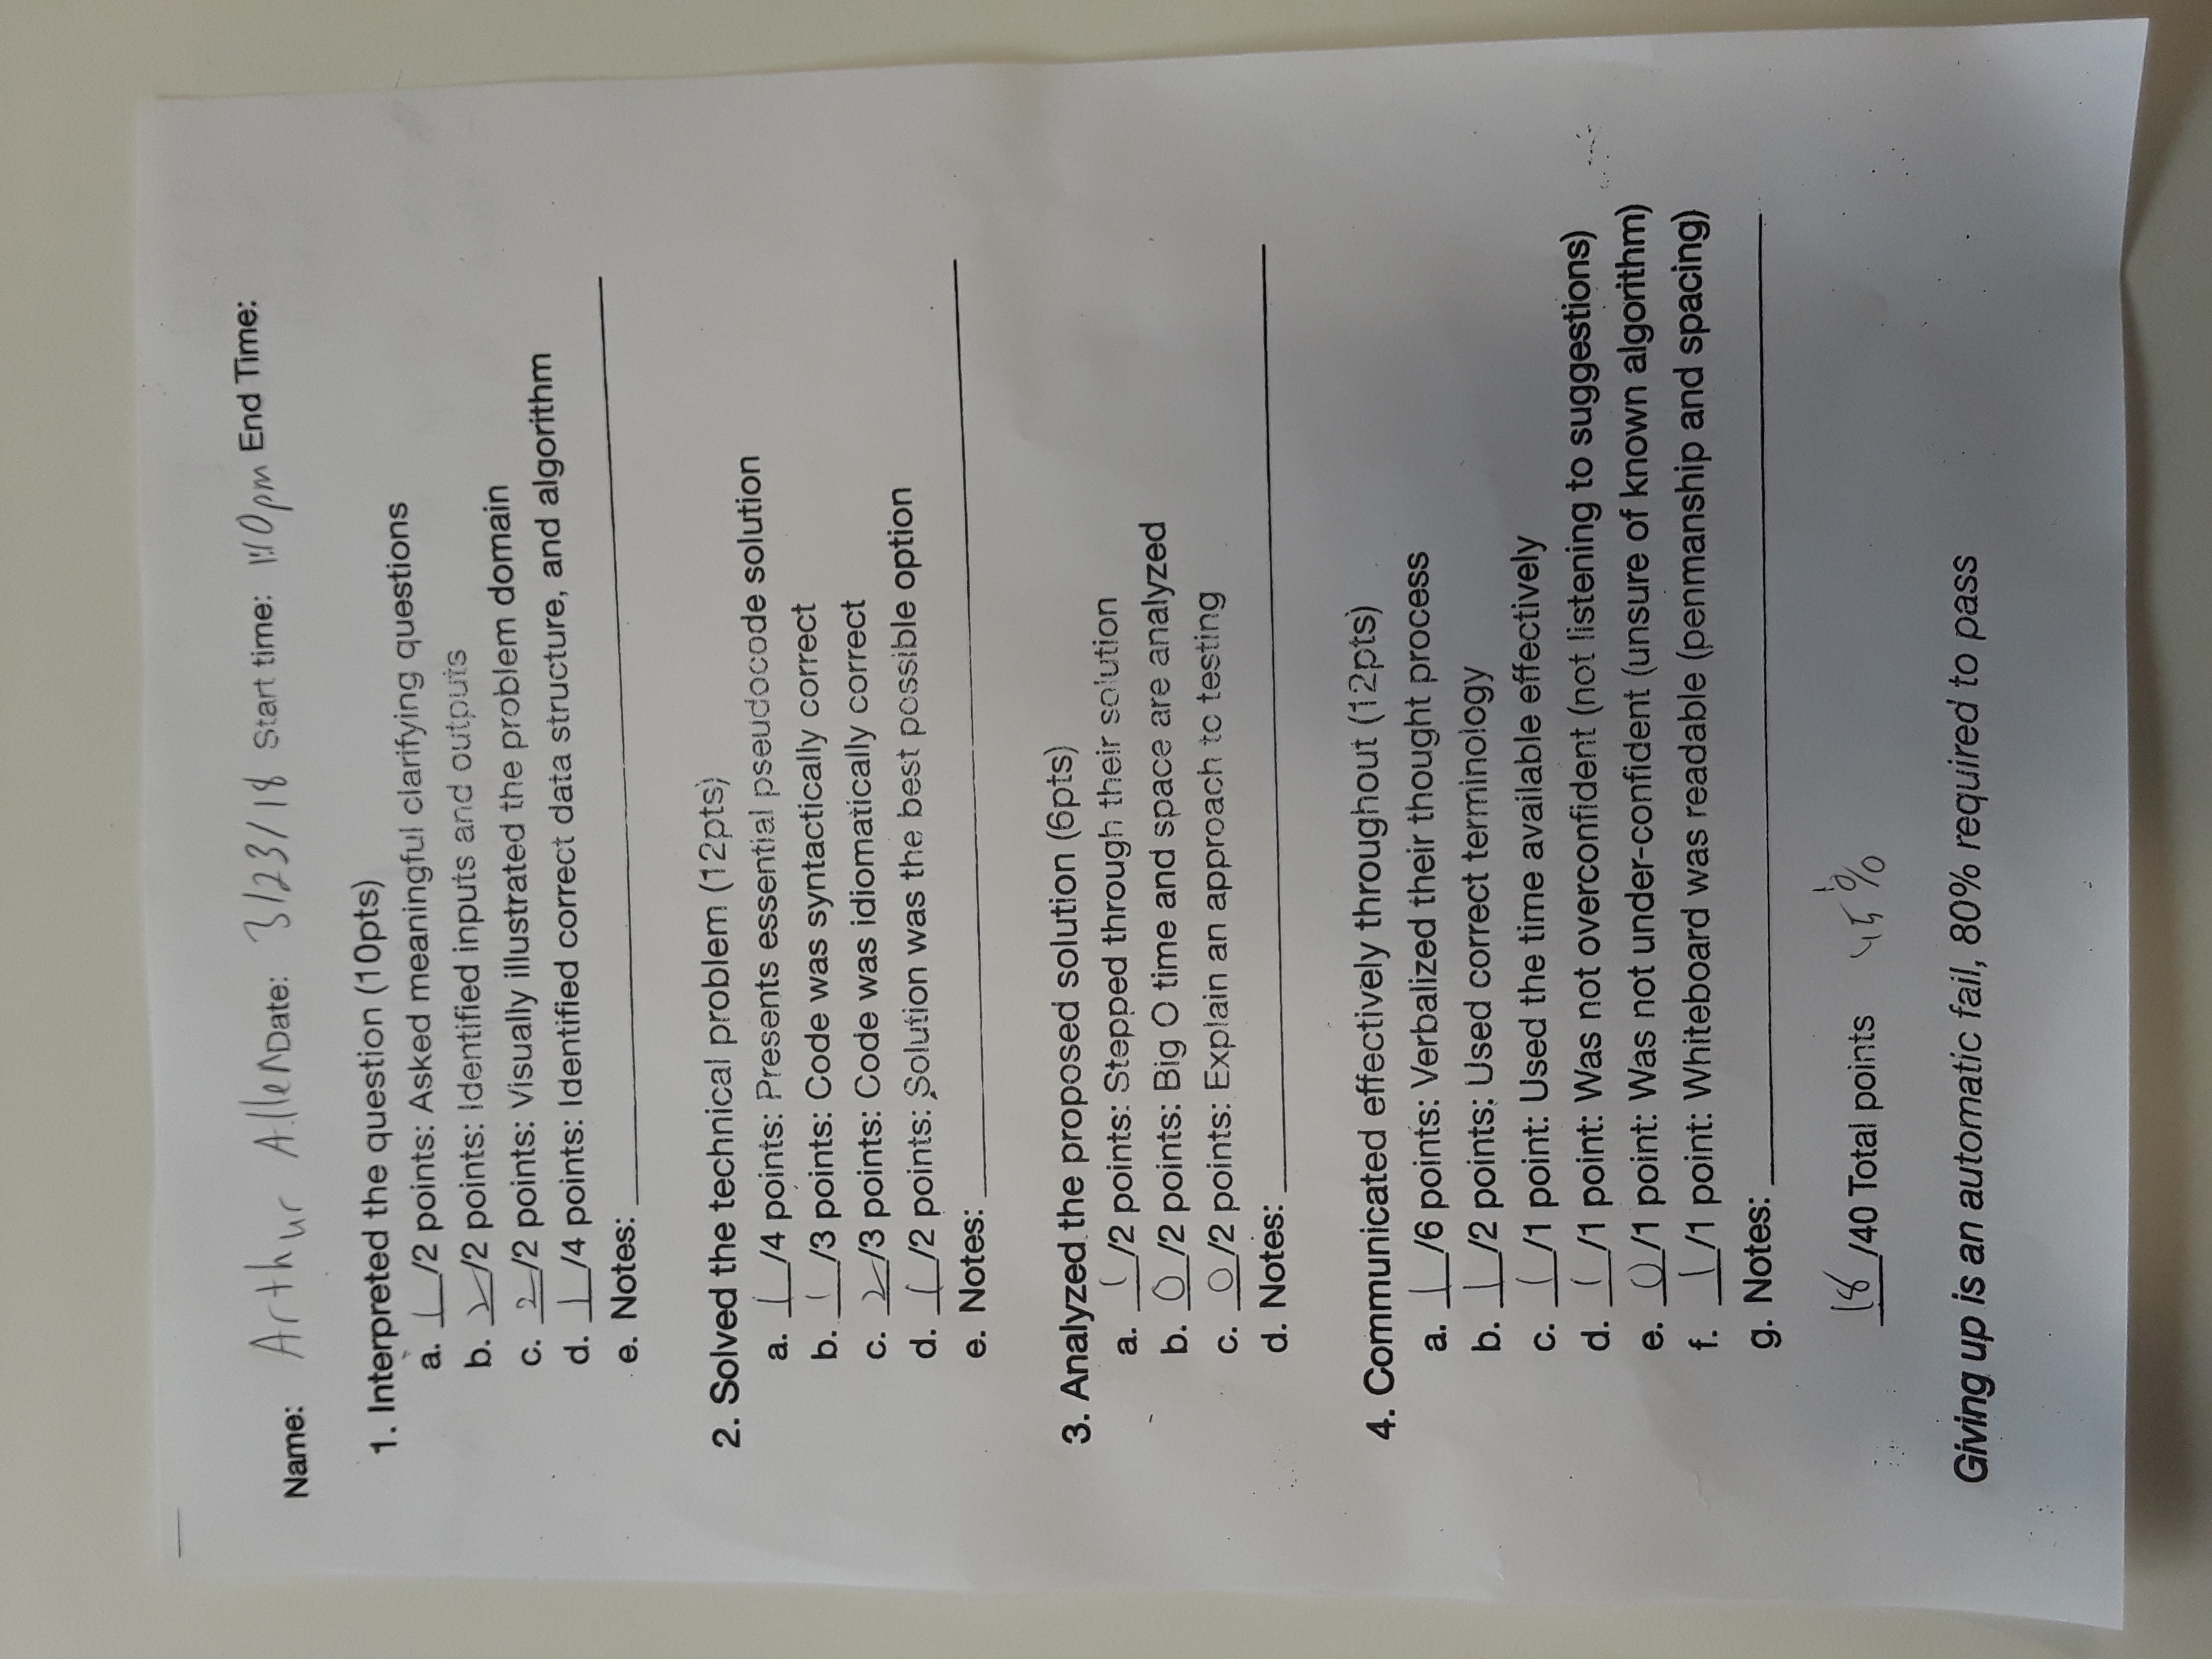 Name: Arthur Allen Date: 3/23/18 Start time: 1:10pm End Time:
1. Interpreted the question (10pts)
a. 1/2 points: Asked meaningful clarifying questions
b. 2/2 points: Identified inputs and outputs
c. 2/2 points: Visually illustrated the problem domain
d. 1/4 points: Identified correct data structure, and algorithm
e. Notes:
2. Solved the technical problem (12pts)
a. 1/4 points: Presents essential pseudocode solution
b. 1/3 points: Code was syntactically correct
c. 2/3 points: Code was idiomatically correct
d. 1/2 points: Solution was the best possible option
e. Notes:
3. Analyzed the proposed solution (6pts)
a. 1/2 points: Stepped through their solution
b. 0/2 points: Big O time and space are analyzed
c. 0/2 points: Explain an approach to testing
d. Notes:
4. Communicated effectively throughout (12pts)
a. 1/6 points: Verbalized their thought process
b. 1/2 points: Used correct terminology
c. 1/1 point: Used the time available effectively
d. 1/1 point: Was not overconfident (not listening to suggestions)
e. 0/1 point: Was not under-confident (unsure of known algorithm)
f. 1/1 point: Whiteboard was readable (penmanship and spacing)
g. Notes:
18/40 Total points 45%
Giving up is an automatic fail, 80% required to pass